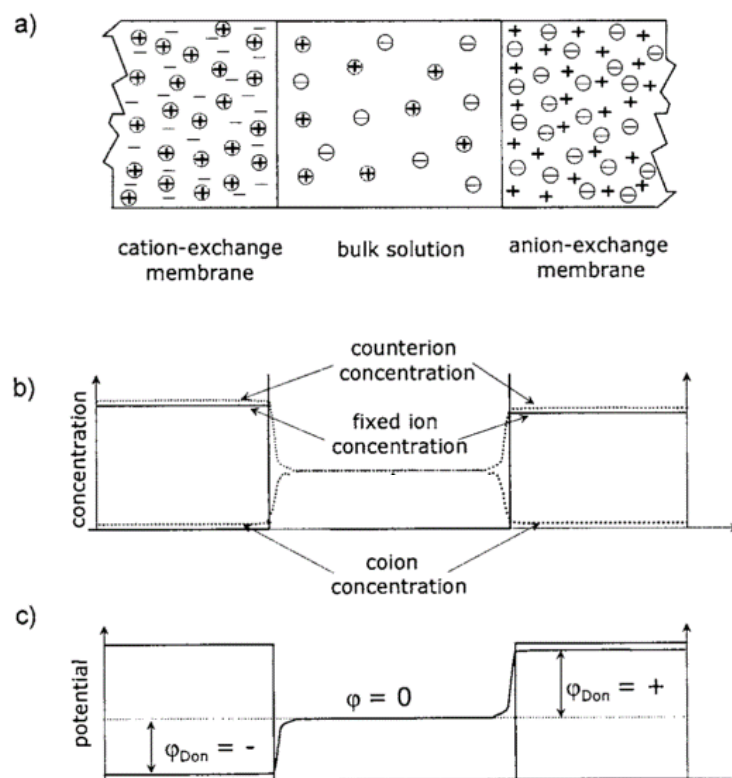 a)
cation-exchange
membrane
bulk solution
anion-exchange
membrane
b)
counterion
concentration
fixed ion
concentration
concentration
coion
concentration
c)
potential
φ = 0
φDon = +
φDon = -